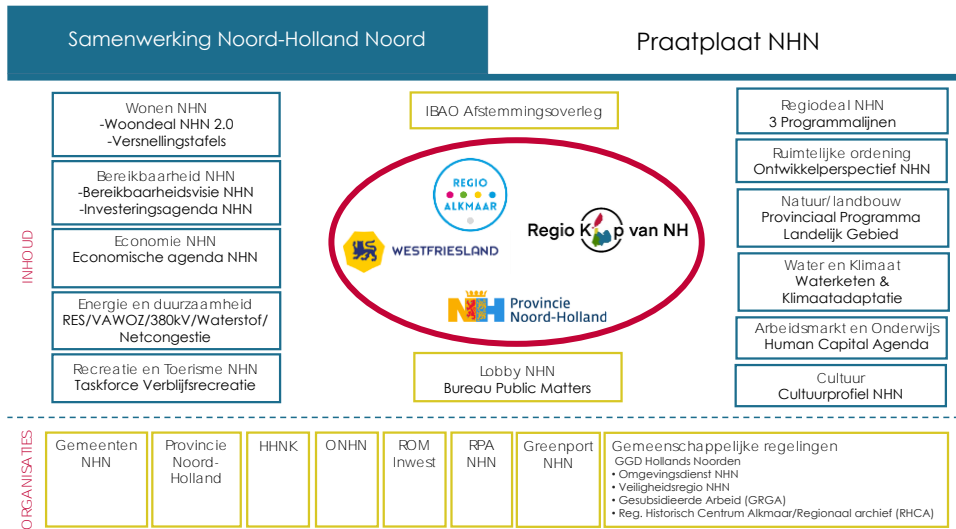 Samenwerking Noord-Holland Noord
Praatplaat NHN
INHOUD
Wonen NHN
-Woondeal NHN 2.0
-Versnellingstafels
Bereikbaarheid NHN
-Bereikbaarheidsvisie NHN
-Investeringsagenda NHN
Economie NHN
Economische agenda NHN
Energie en duurzaamheid
RES/VAWOZ/380kV/Waterstof/
Netcongestie
Recreatie en Toerisme NHN
Taskforce Verblijfsrecreatie
IBAO Afstemmingsoverleg
REGIO
ALKMAAR
WESTFRIESLAND
Regio Kop van NH
NH Provincie
Noord-Holland
Lobby NHN
Bureau Public Matters
Regiodeal NHN
3 Programmalijnen
Ruimtelijke ordening
Ontwikkelperspectief NHN
Natuur/landbouw
Provinciaal Programma
Landelijk Gebied
Water en Klimaat
Waterketen &
Klimaatadaptatie
Arbeidsmarkt en Onderwijs
Human Capital Agenda
Cultuur
Cultuurprofiel NHN
ORGANISATIES
Gemeenten
NHN
Provincie
Noord-
Holland
HHNK
ONHN
ROM
Inwest
RPA
NHN
Greenport
NHN
Gemeenschappelijke regelingen
GGD Hollands Noorden
• Omgevingsdienst NHN
• Veiligheidsregio NHN
• Gesubsidieerde Arbeid (GRGA)
• Reg. Historisch Centrum Alkmaar/Regionaal archief (RHCA)